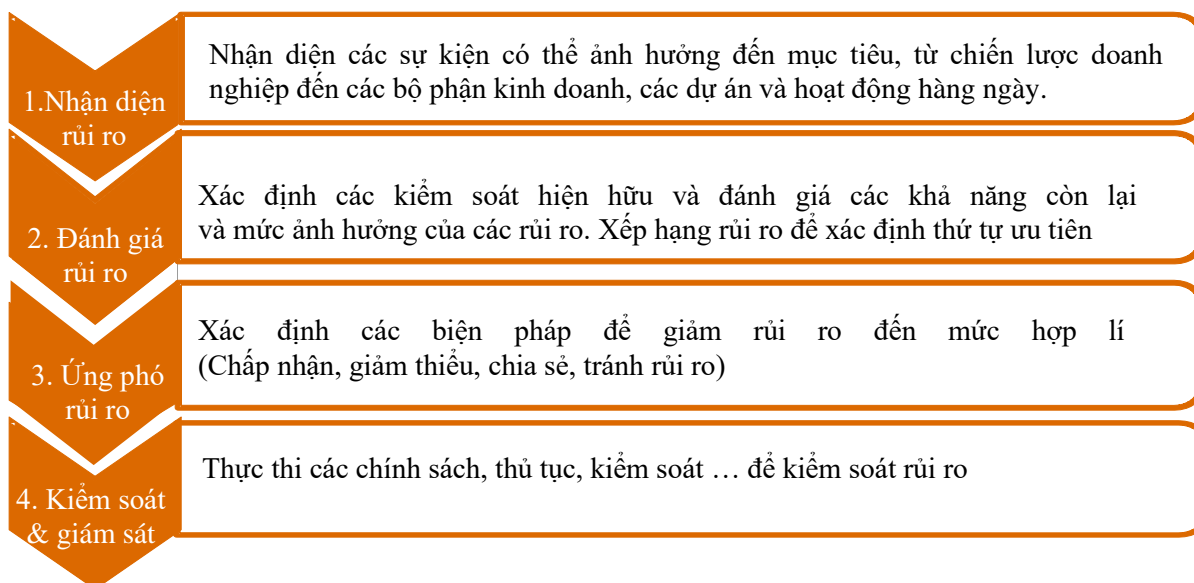 1.Nhận diện
rủi ro
Nhận diện các sự kiện có thể ảnh hưởng đến mục tiêu, từ chiến lược doanh
nghiệp đến các bộ phận kinh doanh, các dự án và hoạt động hàng ngày.
2. Đánh giá
rủi ro
Xác định các kiểm soát hiện hữu và đánh giá các khả năng còn lại
và mức ảnh hưởng của các rủi ro. Xếp hạng rủi ro để xác định thứ tự ưu tiên
3. Ứng phó
rủi ro
Xác định các biện pháp để giảm rủi ro đến mức hợp lí
(Chấp nhận, giảm thiểu, chia sẻ, tránh rủi ro)
4. Kiểm soát
& giám sát
Thực thi các chính sách, thủ tục, kiểm soát … để kiểm soát rủi ro